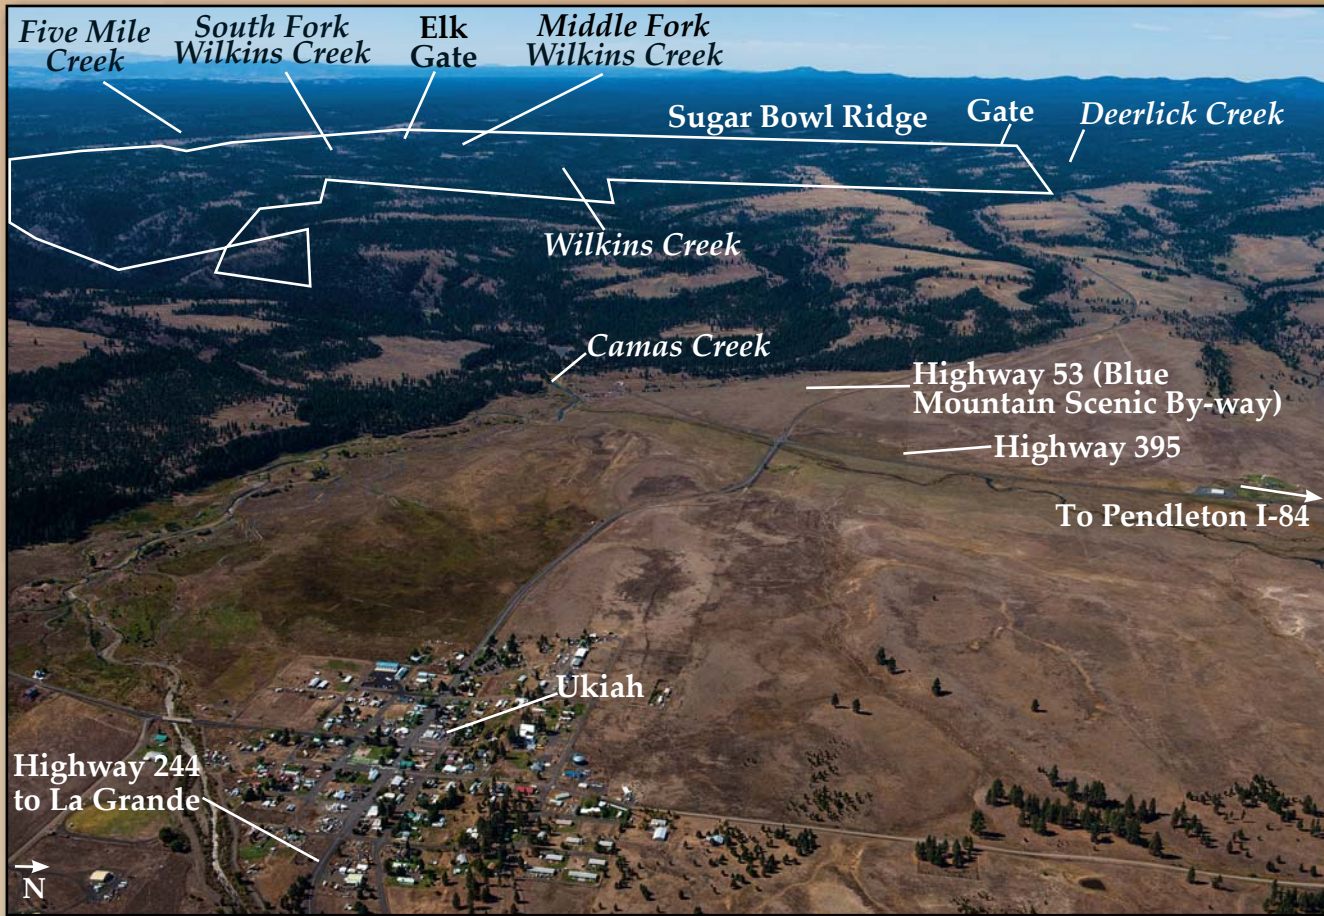 Five Mile
Creek
South Fork
Wilkins Creek
Elk
Gate
Middle Fork
Wilkins Creek
Sugar Bowl Ridge
Gate
Deerlick Creek
Wilkins Creek
Camas Creek
Highway 53 (Blue
Mountain Scenic By-way)
Highway 395
To Pendleton I-84
Ukiah
Highway 244
to La Grande
N